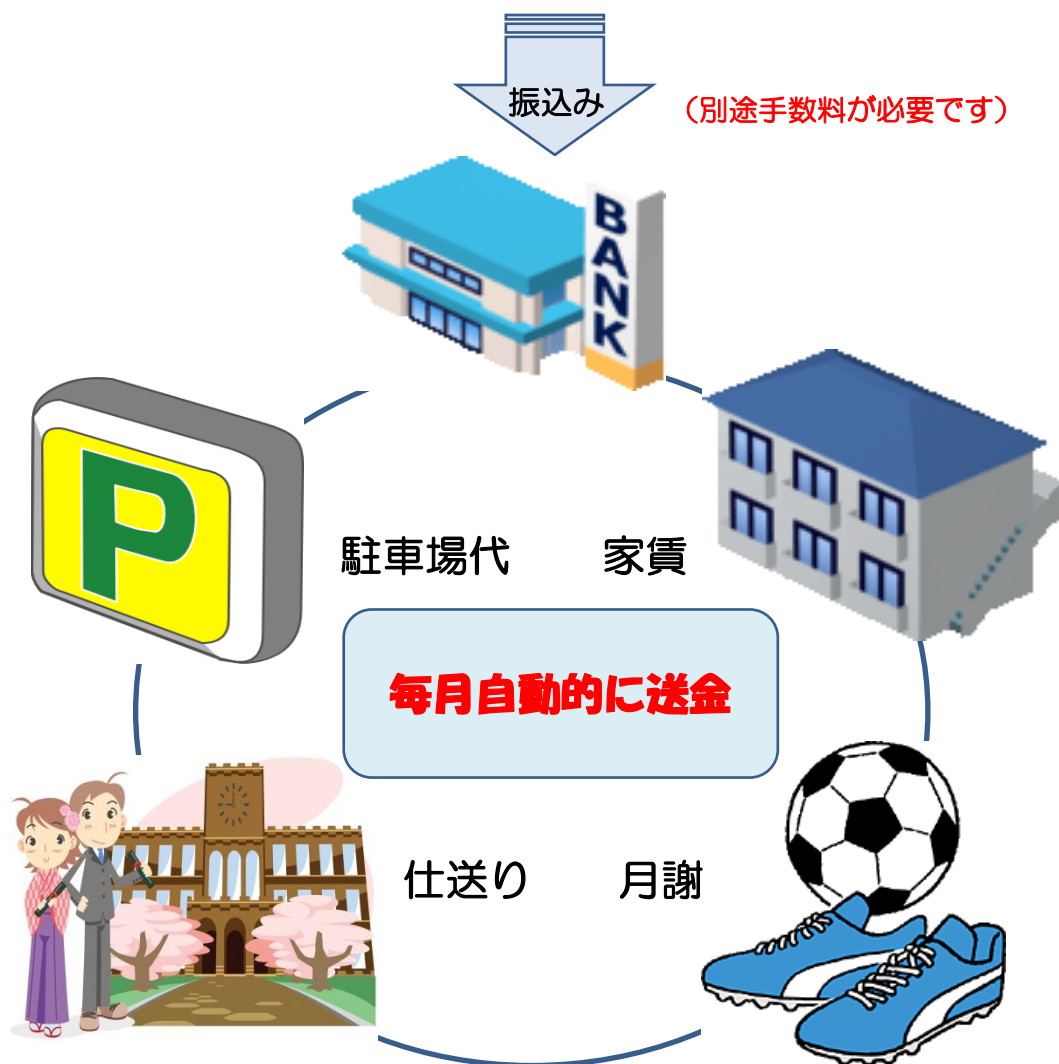 振込み
（別途手数料が必要です）
BANK
P
駐車場代
家賃
毎月自動的に送金
仕送り
月謝